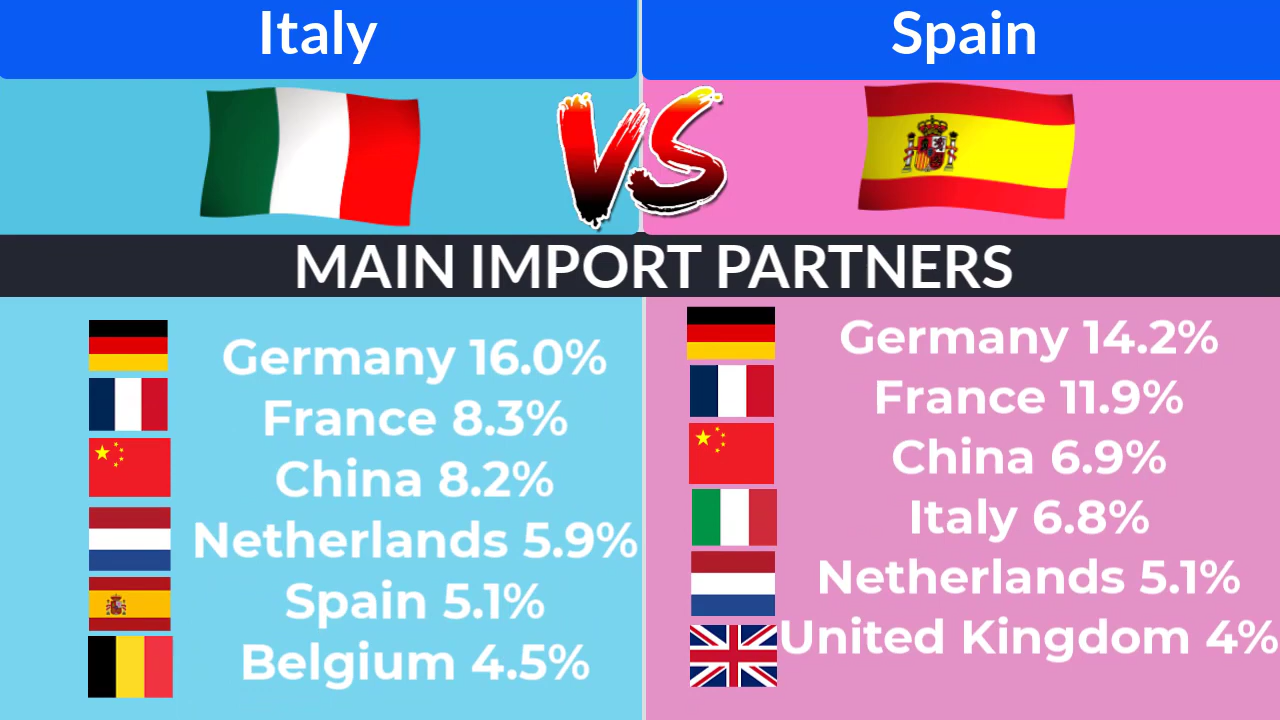 Italy
Spain
VS
MAIN IMPORT PARTNERS
Germany 16.0%
France 8.3%
China 8.2%
Netherlands 5.9%
Spain 5.1%
Belgium 4.5%
Germany 14.2%
France 11.9%
China 6.9%
Italy 6.8%
Netherlands 5.1%
United Kingdom 4%